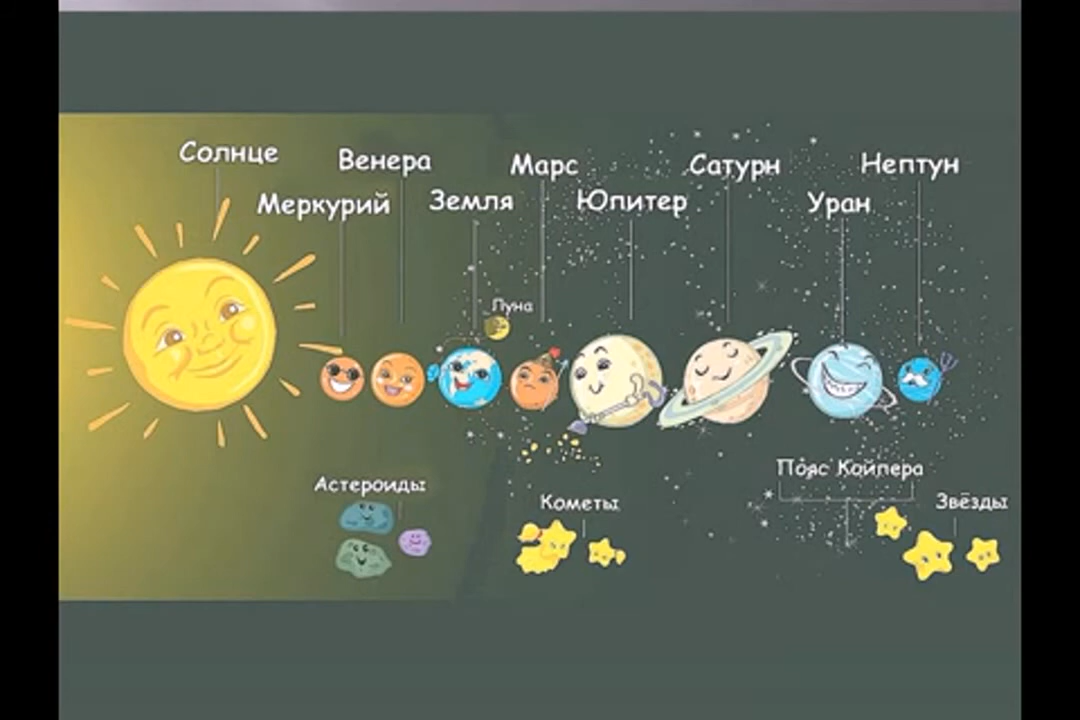 Солнце
Венера
Марс
Сатурн
Нептун
Меркурий
Земля
Юпитер
Уран
Луна
Пояс Койпера
Астероиды
Кометы
Звёзды